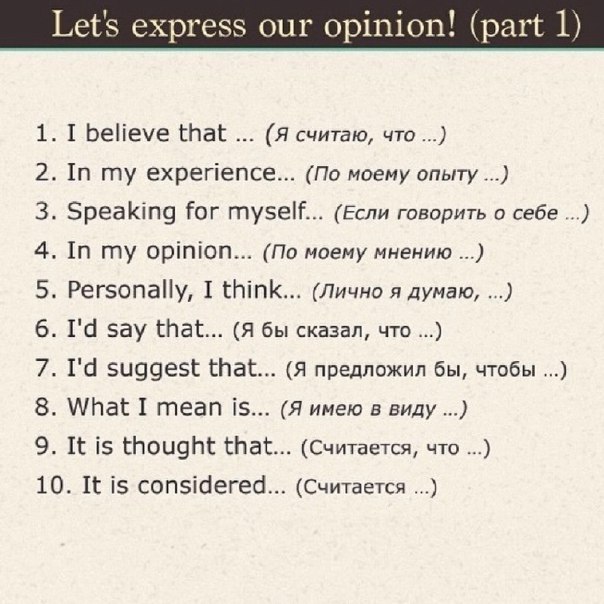 Let's express our opinion! (part 1)
1. I believe that ... (Я считаю, что ...)
2. In my experience... (По моему опыту ...)
3. Speaking for myself... (Если говорить о себе ...)
4. In my opinion... (По моему мнению ...)
5. Personally, I think... (Лично я думаю, ...)
6. I'd say that... (Я бы сказал, что ...)
7. I'd suggest that... (Я предложил бы, чтобы ...)
8. What I mean is... (Я имею в виду ...)
9. It is thought that... (Считается, что ...)
10. It is considered... (Считается ...)